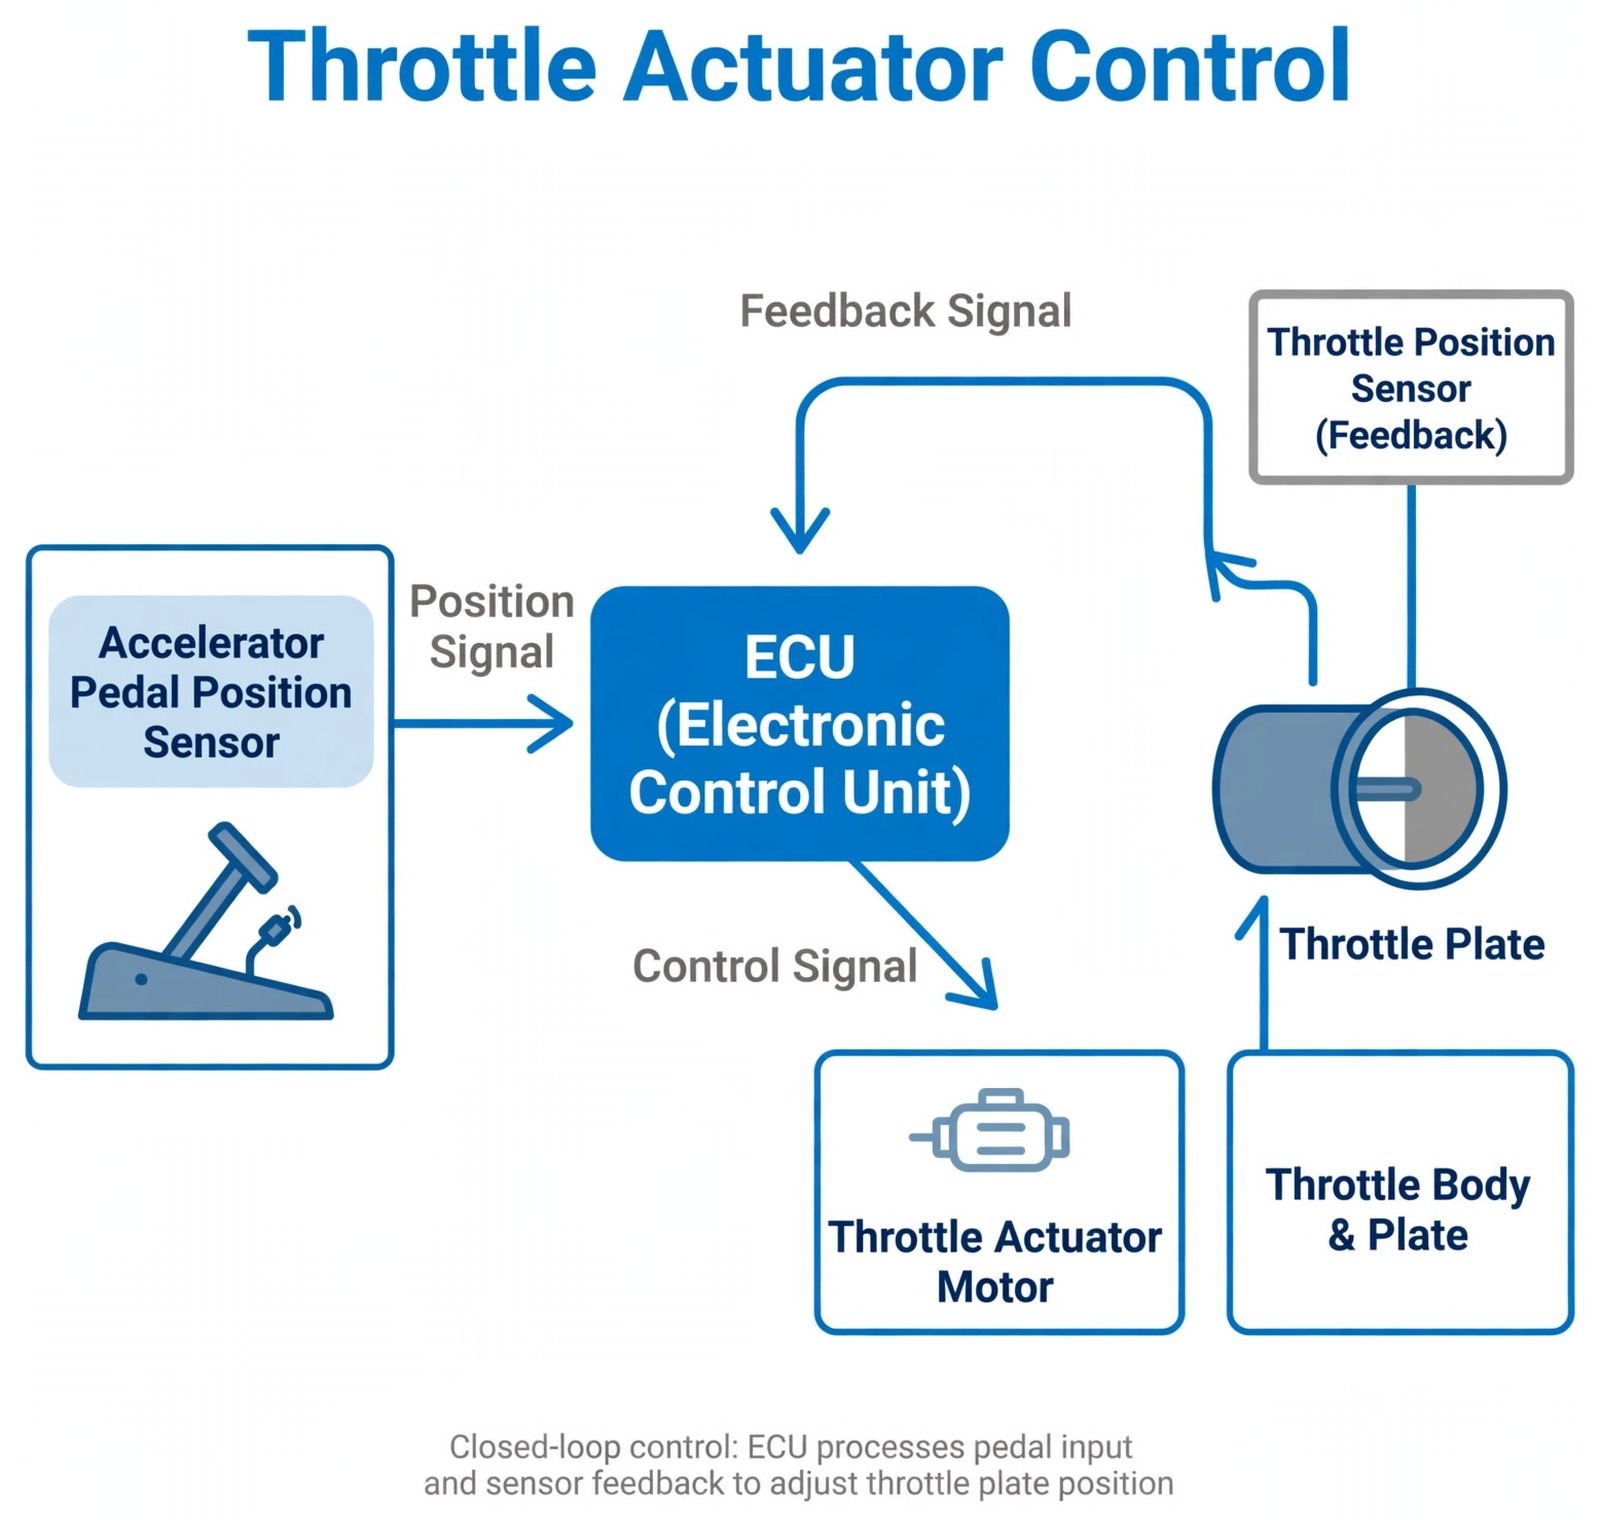 Throttle Actuator Control
Feedback Signal
Throttle Position
Sensor
(Feedback)
Accelerator
Pedal Position
Sensor
Position
Signal
ECU
(Electronic
Control Unit)
Control Signal
Throttle Plate
Throttle Actuator
Motor
Throttle Body
& Plate
Closed-loop control: ECU processes pedal input
and sensor feedback to adjust throttle plate position